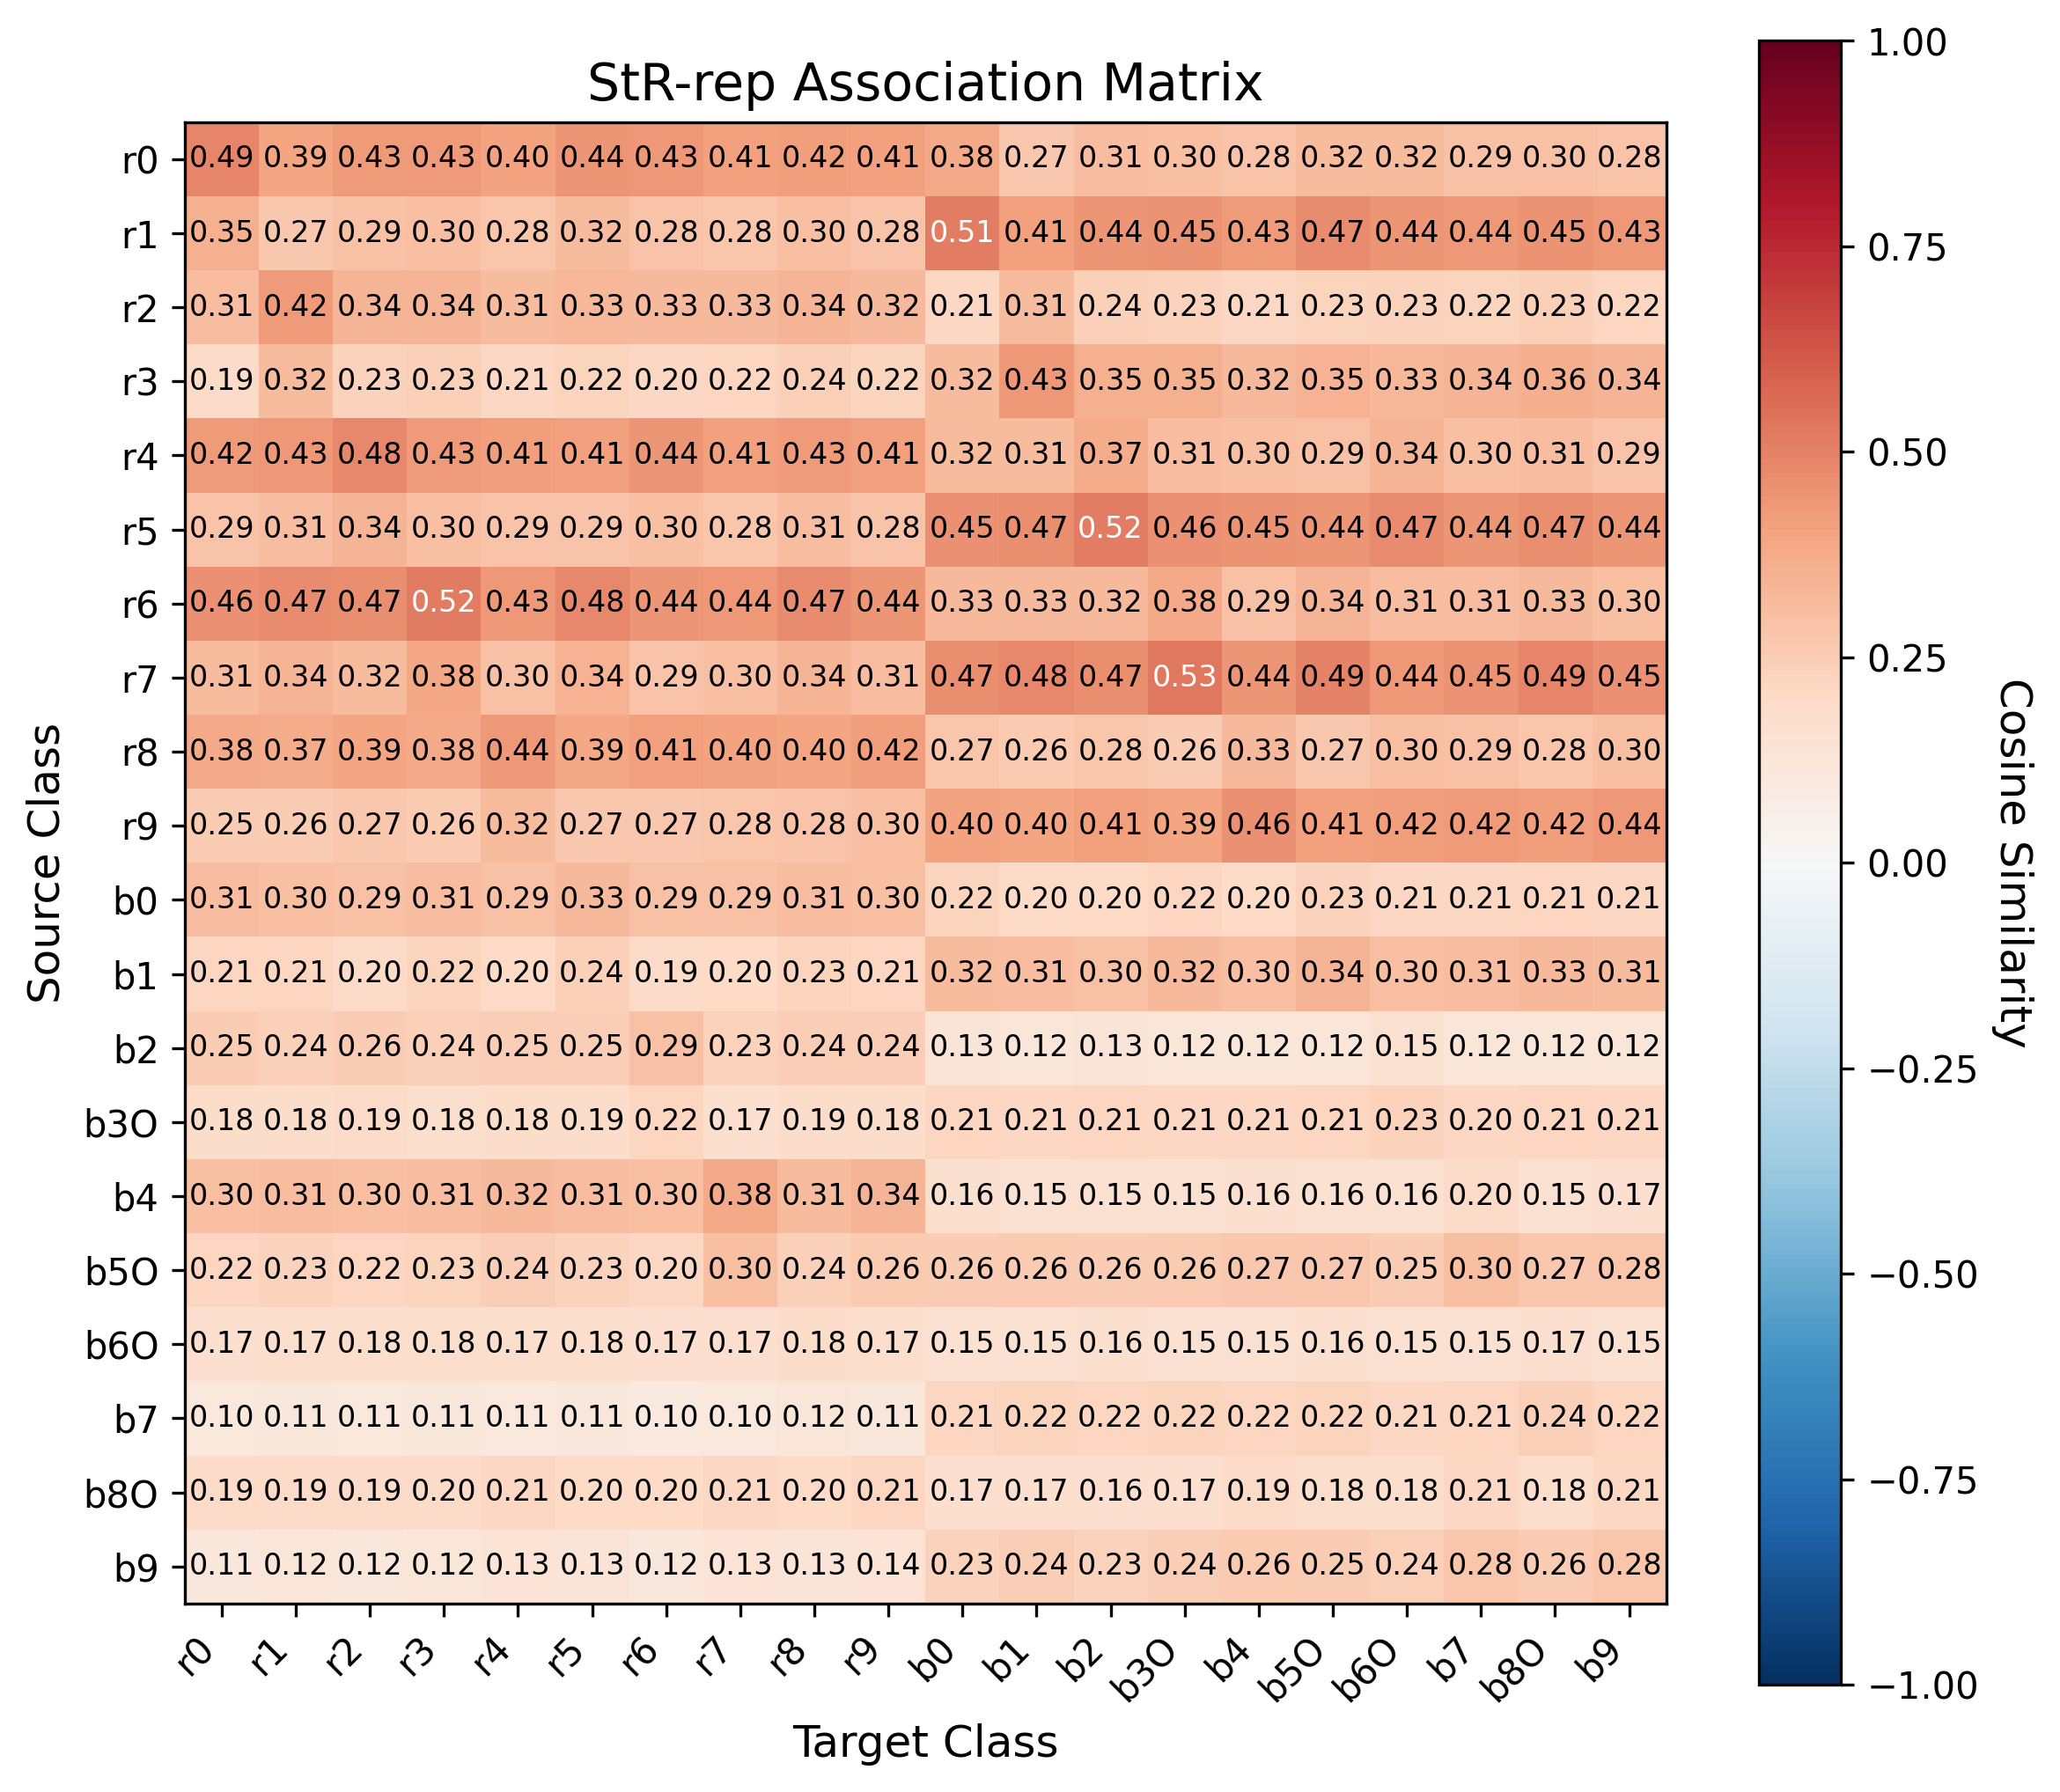 StR-rep Association Matrix
r0 0.49 0.39 0.43 0.43 0.40 0.44 0.43 0.41 0.42 0.41 0.38 0.27 0.31 0.30 0.28 0.32 0.32 0.29 0.30 0.28
r1 0.35 0.27 0.29 0.30 0.28 0.32 0.28 0.28 0.30 0.28 0.51 0.41 0.44 0.45 0.43 0.47 0.44 0.44 0.45 0.43
r2 0.31 0.42 0.34 0.34 0.31 0.33 0.33 0.33 0.34 0.32 0.21 0.31 0.24 0.23 0.21 0.23 0.23 0.22 0.23 0.22
r3 0.19 0.32 0.23 0.23 0.21 0.22 0.20 0.22 0.24 0.22 0.32 0.43 0.35 0.35 0.32 0.35 0.33 0.34 0.36 0.34
r4 0.42 0.43 0.48 0.43 0.41 0.41 0.44 0.41 0.43 0.41 0.32 0.31 0.37 0.31 0.30 0.29 0.34 0.30 0.31 0.29
r5 0.29 0.31 0.34 0.30 0.29 0.29 0.30 0.28 0.31 0.28 0.45 0.47 0.52 0.46 0.45 0.44 0.47 0.44 0.47 0.44
r6 0.46 0.47 0.47 0.52 0.43 0.48 0.44 0.44 0.47 0.44 0.33 0.33 0.32 0.38 0.29 0.34 0.31 0.31 0.33 0.30
r7 0.31 0.34 0.32 0.38 0.30 0.34 0.29 0.30 0.34 0.31 0.47 0.48 0.47 0.53 0.44 0.49 0.44 0.45 0.49 0.45
r8 0.38 0.37 0.39 0.38 0.44 0.39 0.41 0.40 0.40 0.42 0.27 0.26 0.28 0.26 0.33 0.27 0.30 0.29 0.28 0.30
r9 0.25 0.26 0.27 0.26 0.32 0.27 0.27 0.28 0.28 0.30 0.40 0.40 0.41 0.39 0.46 0.41 0.42 0.42 0.42 0.44
b0 0.31 0.30 0.29 0.31 0.29 0.33 0.29 0.29 0.31 0.30 0.22 0.20 0.20 0.22 0.20 0.23 0.21 0.21 0.21 0.21
b1 0.21 0.21 0.20 0.22 0.20 0.24 0.19 0.20 0.23 0.21 0.32 0.31 0.30 0.32 0.30 0.34 0.30 0.31 0.33 0.31
b2 0.25 0.24 0.26 0.24 0.25 0.25 0.29 0.23 0.24 0.24 0.13 0.12 0.13 0.12 0.12 0.12 0.15 0.12 0.12 0.12
b3O 0.18 0.18 0.19 0.18 0.18 0.19 0.22 0.17 0.19 0.18 0.21 0.21 0.21 0.21 0.21 0.21 0.23 0.20 0.21 0.21
b4 0.30 0.31 0.30 0.31 0.32 0.31 0.30 0.38 0.31 0.34 0.16 0.15 0.15 0.15 0.16 0.16 0.16 0.20 0.15 0.17
b5O 0.22 0.23 0.22 0.23 0.24 0.23 0.20 0.30 0.24 0.26 0.26 0.26 0.26 0.26 0.27 0.27 0.25 0.30 0.27 0.28
b6O 0.17 0.17 0.18 0.18 0.17 0.18 0.17 0.17 0.18 0.17 0.15 0.15 0.16 0.15 0.15 0.16 0.15 0.15 0.17 0.15
b7 0.10 0.11 0.11 0.11 0.11 0.11 0.10 0.10 0.12 0.11 0.21 0.22 0.22 0.22 0.22 0.22 0.21 0.21 0.24 0.22
b8O 0.19 0.19 0.19 0.20 0.21 0.20 0.20 0.21 0.20 0.21 0.17 0.17 0.16 0.17 0.19 0.18 0.18 0.21 0.18 0.21
b9 0.11 0.12 0.12 0.12 0.13 0.13 0.12 0.13 0.13 0.14 0.23 0.24 0.23 0.24 0.26 0.25 0.24 0.28 0.26 0.28
r0 r1 r2 r3 r4 r5 r6 r7 r8 r9 b0 b1 b2 b3O b4 b5O b6O b7 b8O b9
Target Class
Source Class
1.00
0.75
0.50
0.25
0.00
−0.25
−0.50
−0.75
−1.00
Cosine Similarity